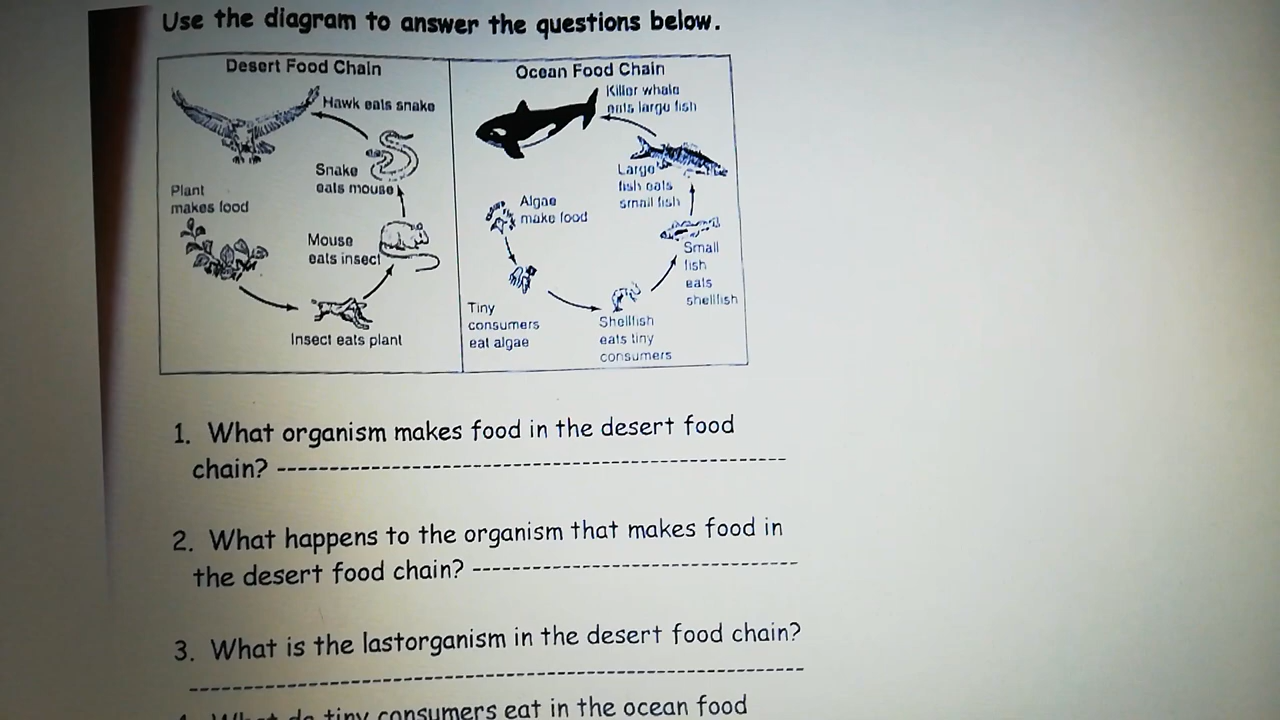 Use the diagram to answer the questions below.
Desert Food Chain
Hawk eats snake
Snake
eats mouse
Plant
makes food
Mouse
eats insect
Insect eats plant
Ocean Food Chain
Killer whale
eats large fish
Large
fish eats
small fish
Algae
make food
Small
fish
eats
shellfish
Tiny
consumers
eat algae
Shellfish
eats tiny
consumers
1. What organism makes food in the desert food
chain?
2. What happens to the organism that makes food in
the desert food chain?
3. What is the lastorganism in the desert food chain?
4. What do tiny consumers eat in the ocean food